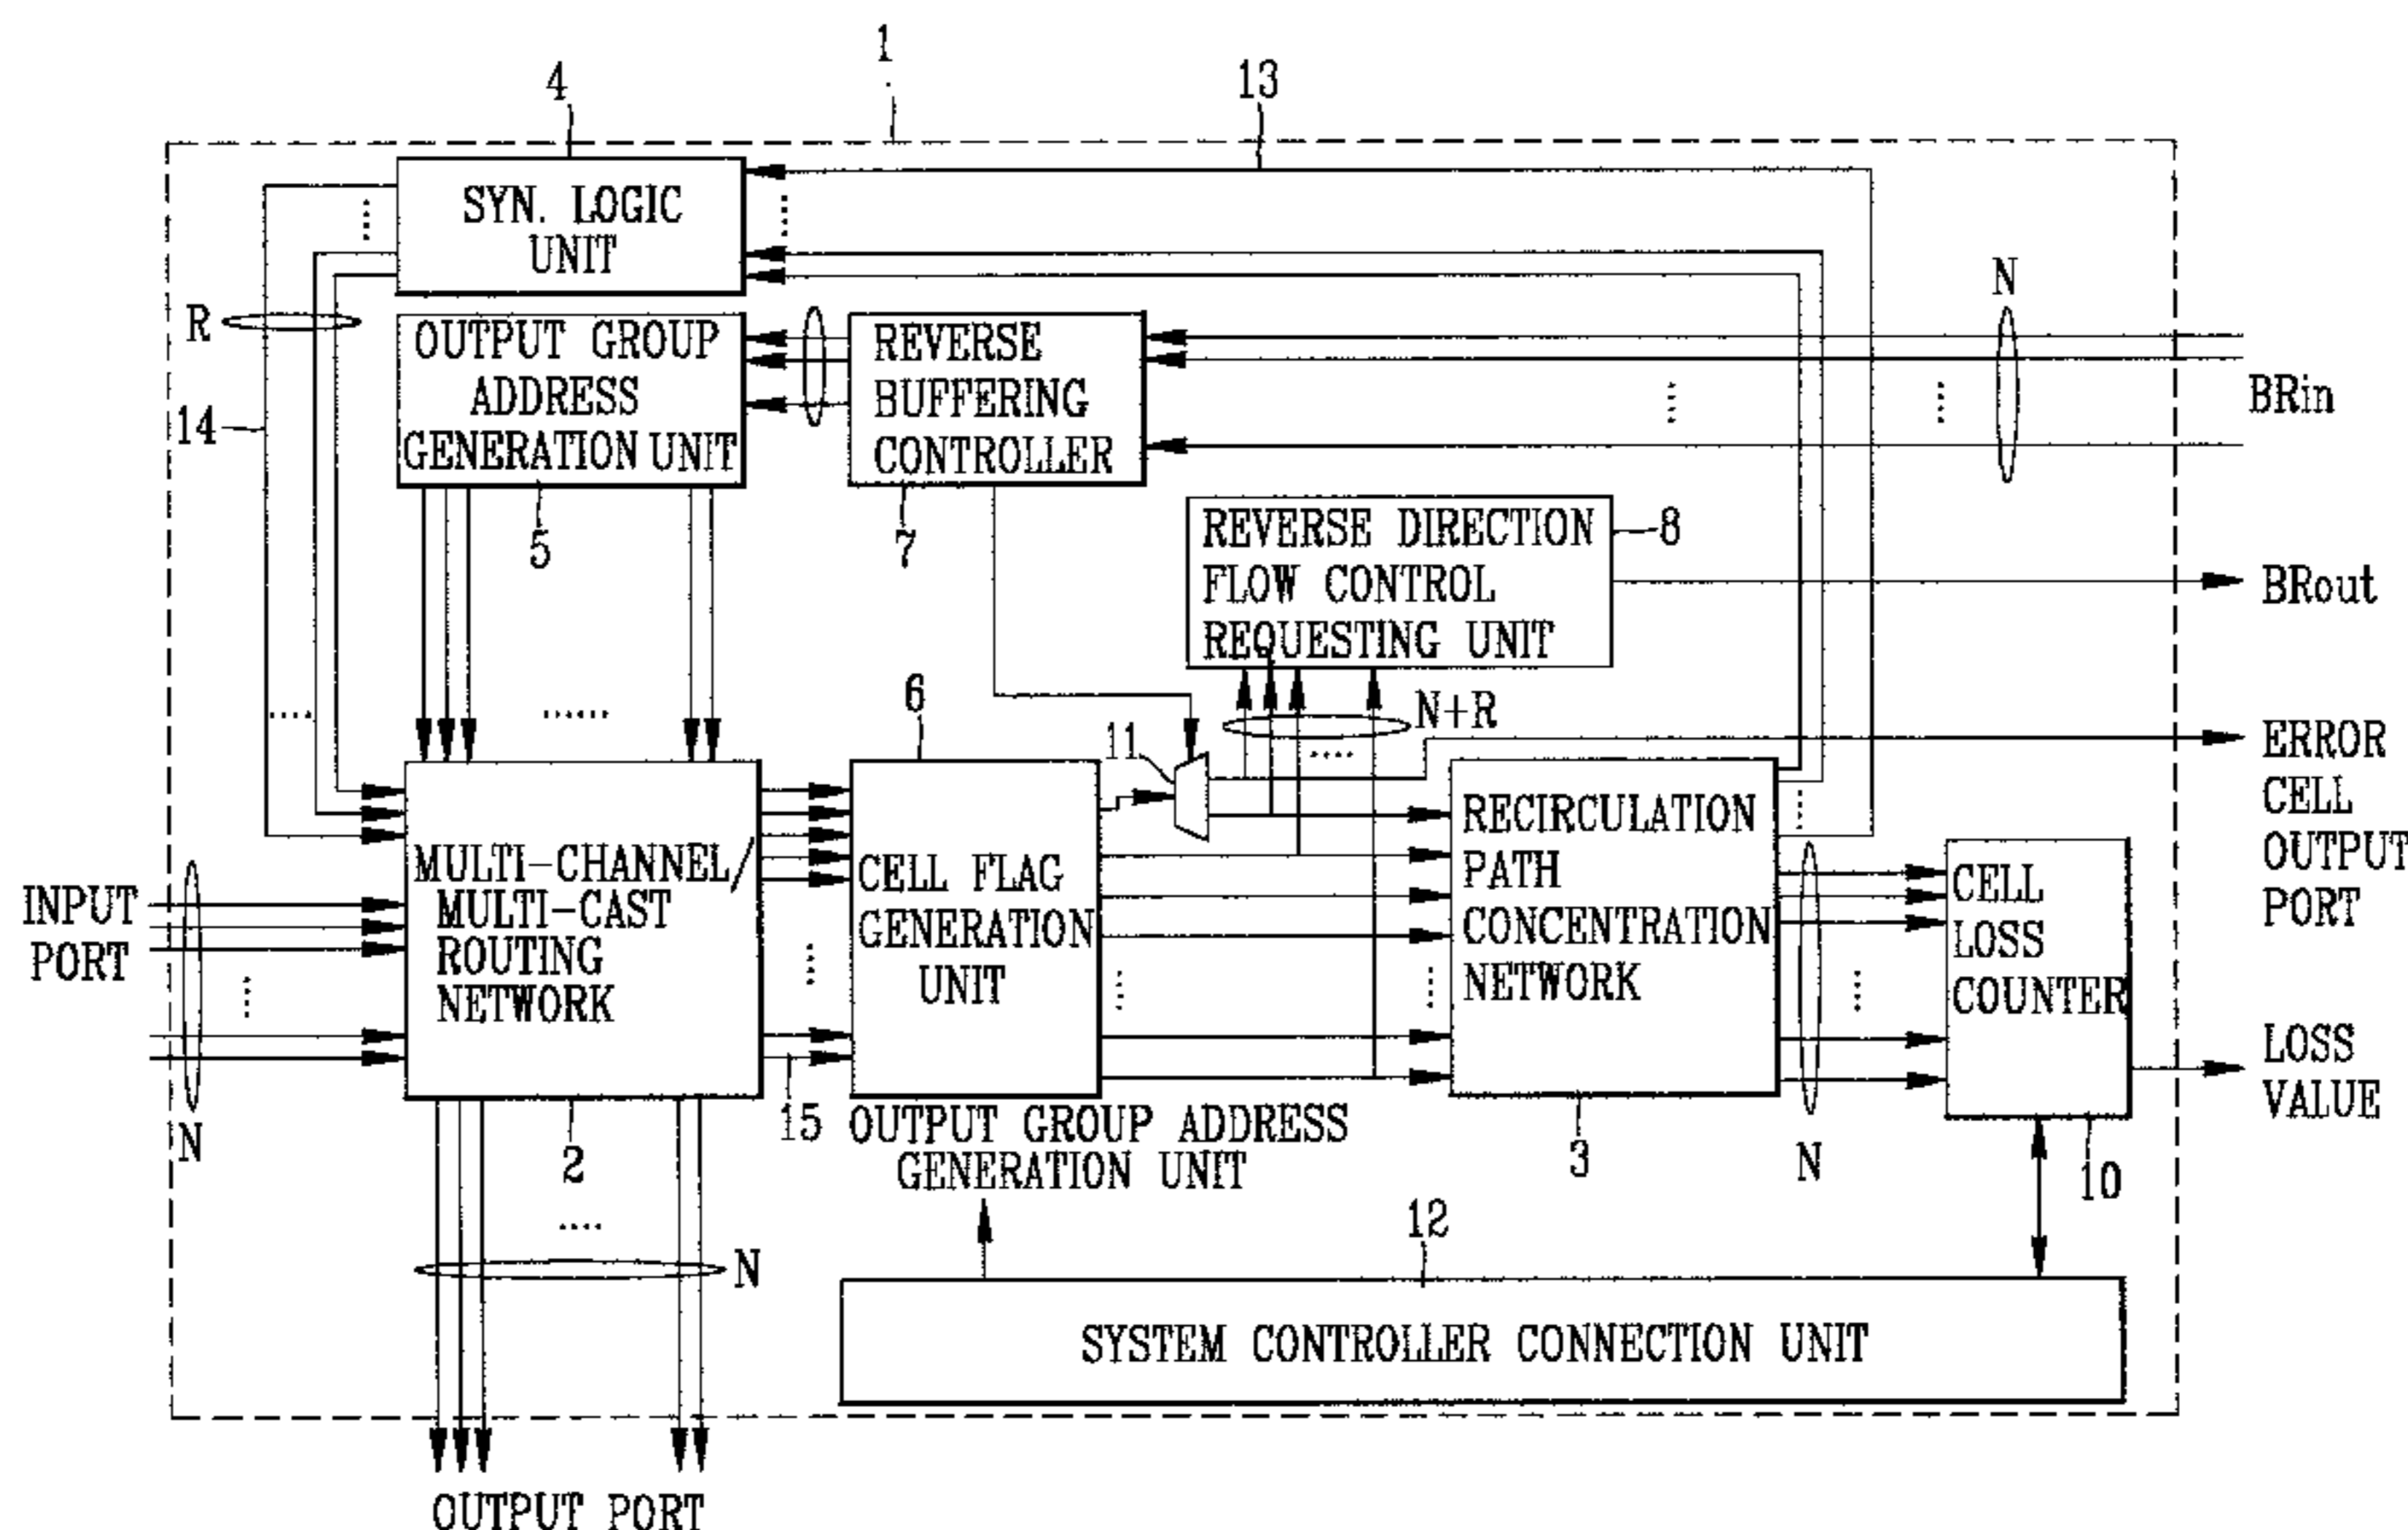 1
4
13
SYN. LOGIC
UNIT
R
N
OUTPUT GROUP
ADDRESS
GENERATION UNIT
REVERSE
BUFFERING
CONTROLLER
BRin
14
5
7
REVERSE DIRECTION
FLOW CONTROL
REQUESTING UNIT
8
BRout
6
11
N+R
ERROR
CELL
OUTPUT
PORT
MULTI-CHANNEL/
MULTI-CAST
ROUTING
NETWORK
CELL FLAG
GENERATION
UNIT
RECIRCULATION
PATH
CONCENTRATION
NETWORK
CELL
LOSS
COUNTER
INPUT
PORT
LOSS
VALUE
N
2
15
OUTPUT GROUP ADDRESS
GENERATION UNIT
3
N
10
12
N
SYSTEM CONTROLLER CONNECTION UNIT
OUTPUT PORT